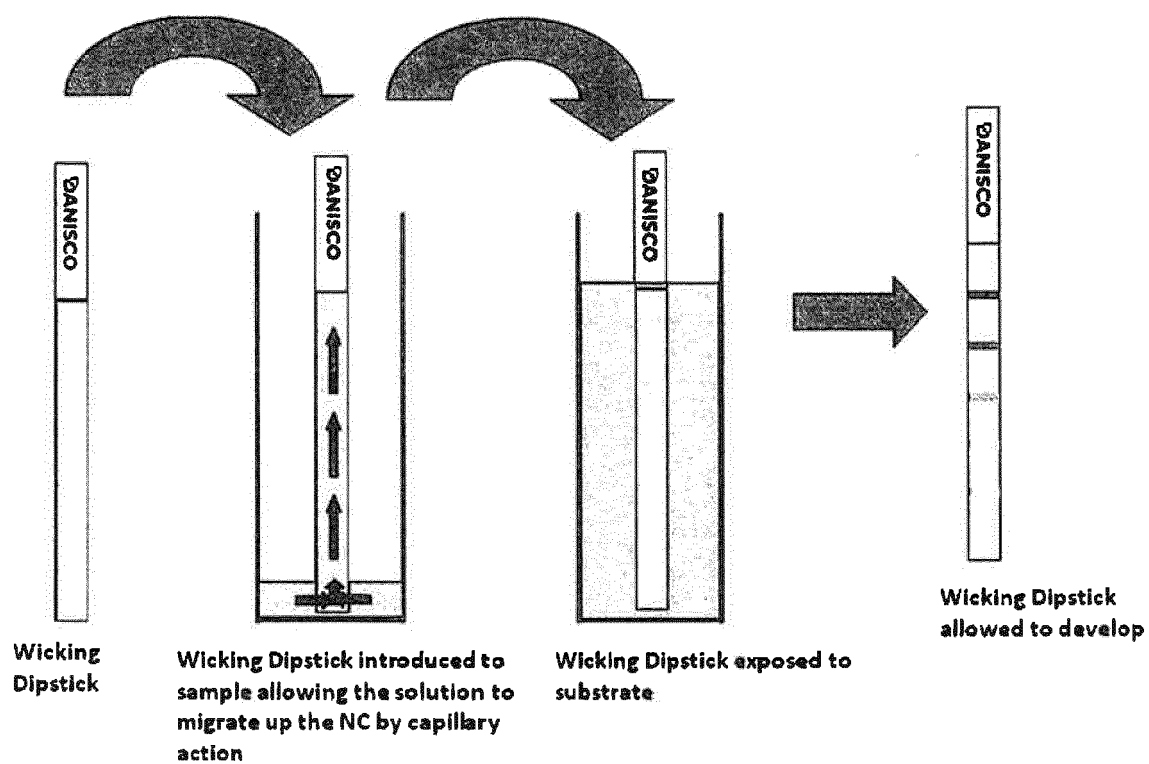 DANISCO
DANISCO
DANISCO
DANISCO
Wicking
Dipstick
Wicking Dipstick introduced to
sample allowing the solution to
migrate up the NC by capillary
action
Wicking Dipstick exposed to
substrate
Wicking Dipstick
allowed to develop